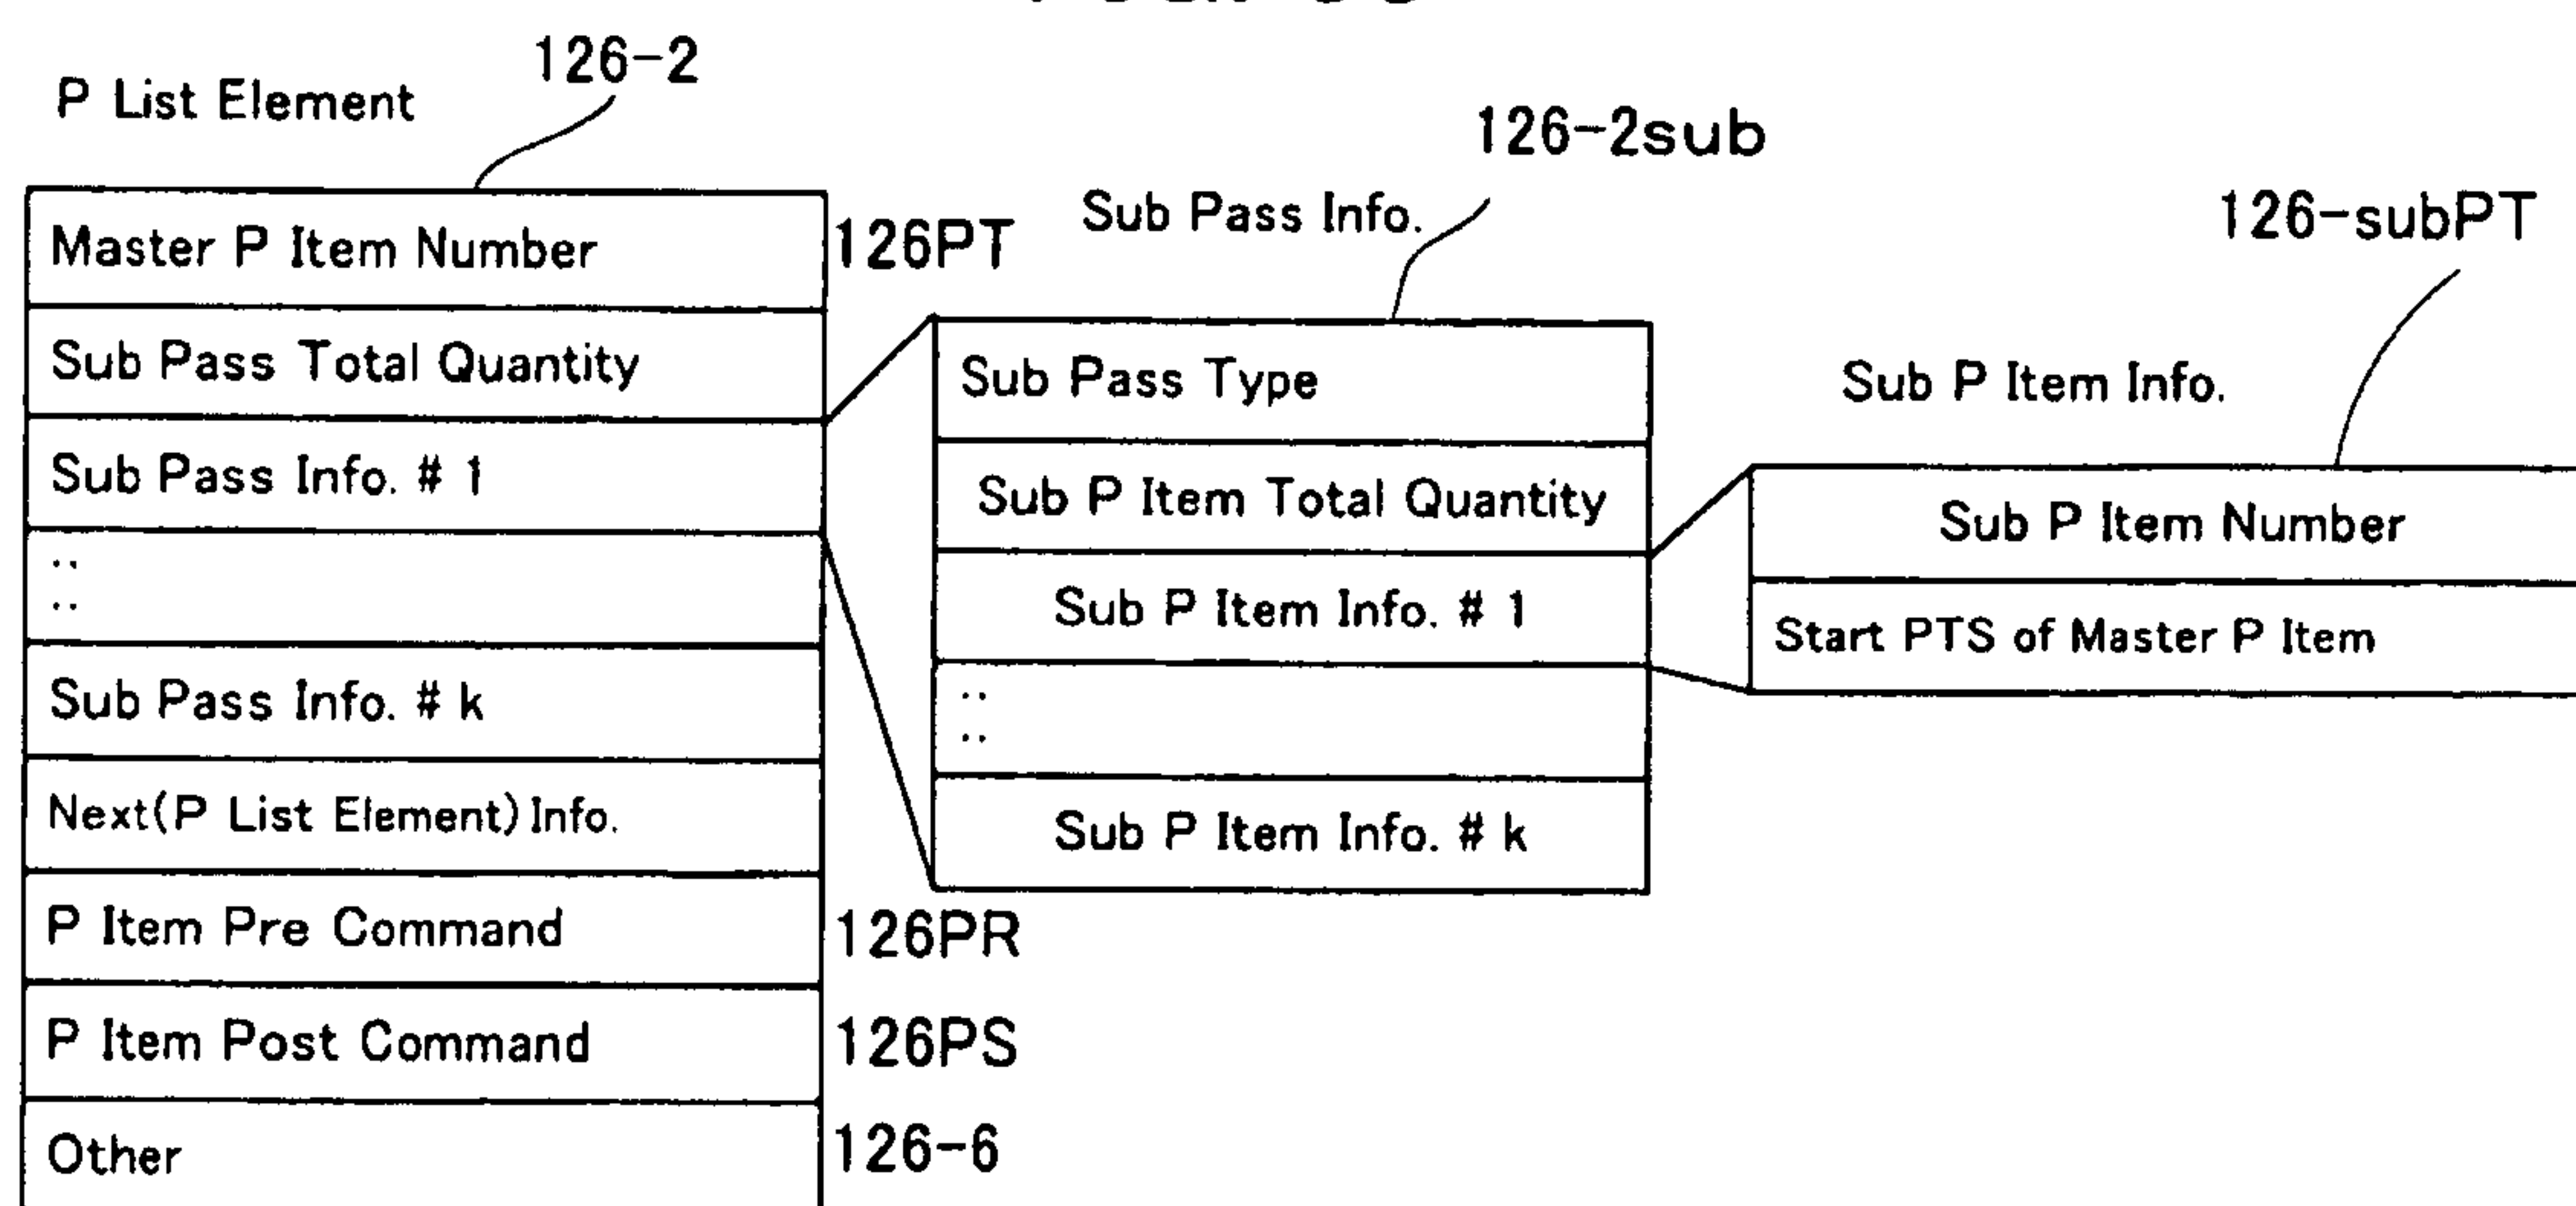 126-2
P List Element
126-2sub
Sub Pass Info.
126-subPT
Master P Item Number
126PT
Sub Pass Total Quantity
Sub Pass Type
Sub P Item Info.
Sub Pass Info. # 1
Sub P Item Total Quantity
Sub P Item Number
::
Sub P Item Info. # 1
Start PTS of Master P Item
Sub Pass Info. # k
::
Next(P List Element)Info.
Sub P Item Info. # k
P Item Pre Command
126PR
P Item Post Command
126PS
Other
126-6